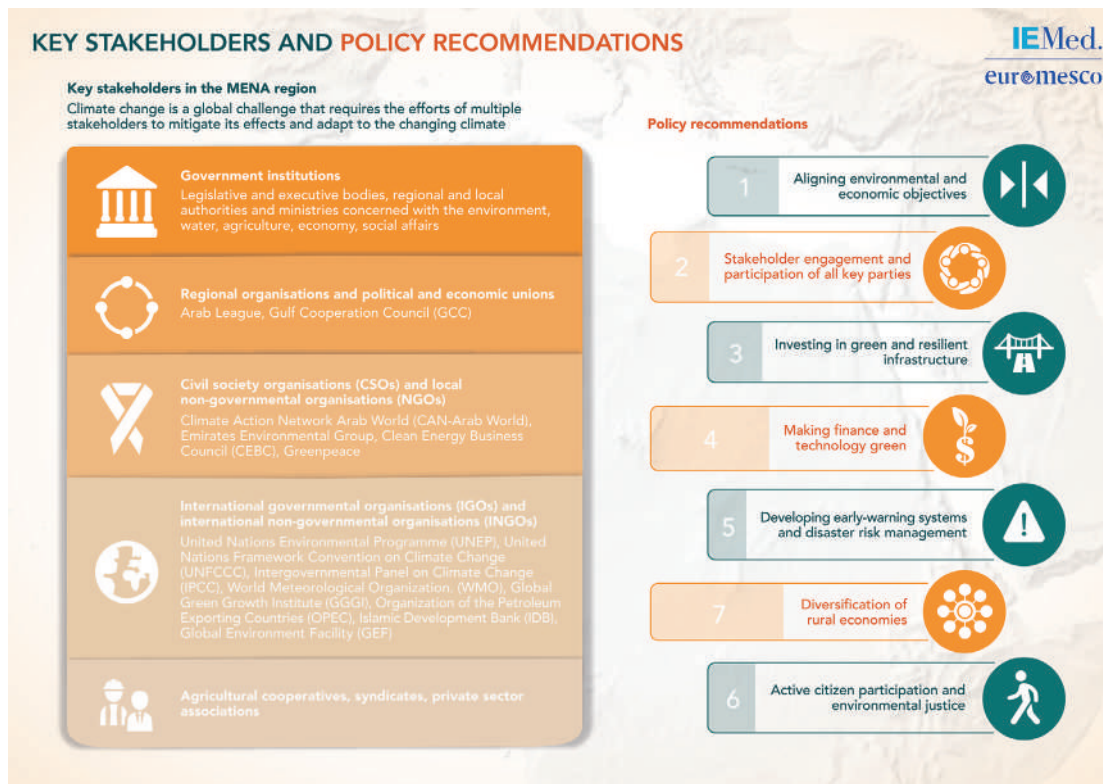 KEY STAKEHOLDERS AND POLICY RECOMMENDATIONS
IEMed.
euromesco
Key stakeholders in the MENA region
Climate change is a global challenge that requires the efforts of multiple
stakeholders to mitigate its effects and adapt to the changing climate
Government institutions
Legislative and executive bodies, regional and local
authorities and ministries concerned with the environment,
water, agriculture, economy, social affairs
Regional organisations and political and economic unions
Arab League, Gulf Cooperation Council (GCC)
Civil society organisations (CSOs) and local
non-governmental organisations (NGOs)
Climate Action Network Arab World (CAN-Arab World),
Emirates Environmental Group, Clean Energy Business
Council (CEBC), Greenpeace
International governmental organisations (IGOs) and
international non-governmental organisations (INGOs)
United Nations Environmental Programme (UNEP), United
Nations Framework Convention on Climate Change
(UNFCCC), Intergovernmental Panel on Climate Change
(IPCC), World Meteorological Organization. (WMO), Global
Green Growth Institute (GGGI), Organization of the Petroleum
Exporting Countries (OPEC), Islamic Development Bank (IDB),
Global Environment Facility (GEF)
Agricultural cooperatives, syndicates, private sector
associations
Policy recommendations
1
Aligning environmental and
economic objectives
2
Stakeholder engagement and
participation of all key parties
3
Investing in green and resilient
infrastructure
4
Making finance and
technology green
$
5
Developing early-warning systems
and disaster risk management
!
7
Diversification of
rural economies
6
Active citizen participation and
environmental justice